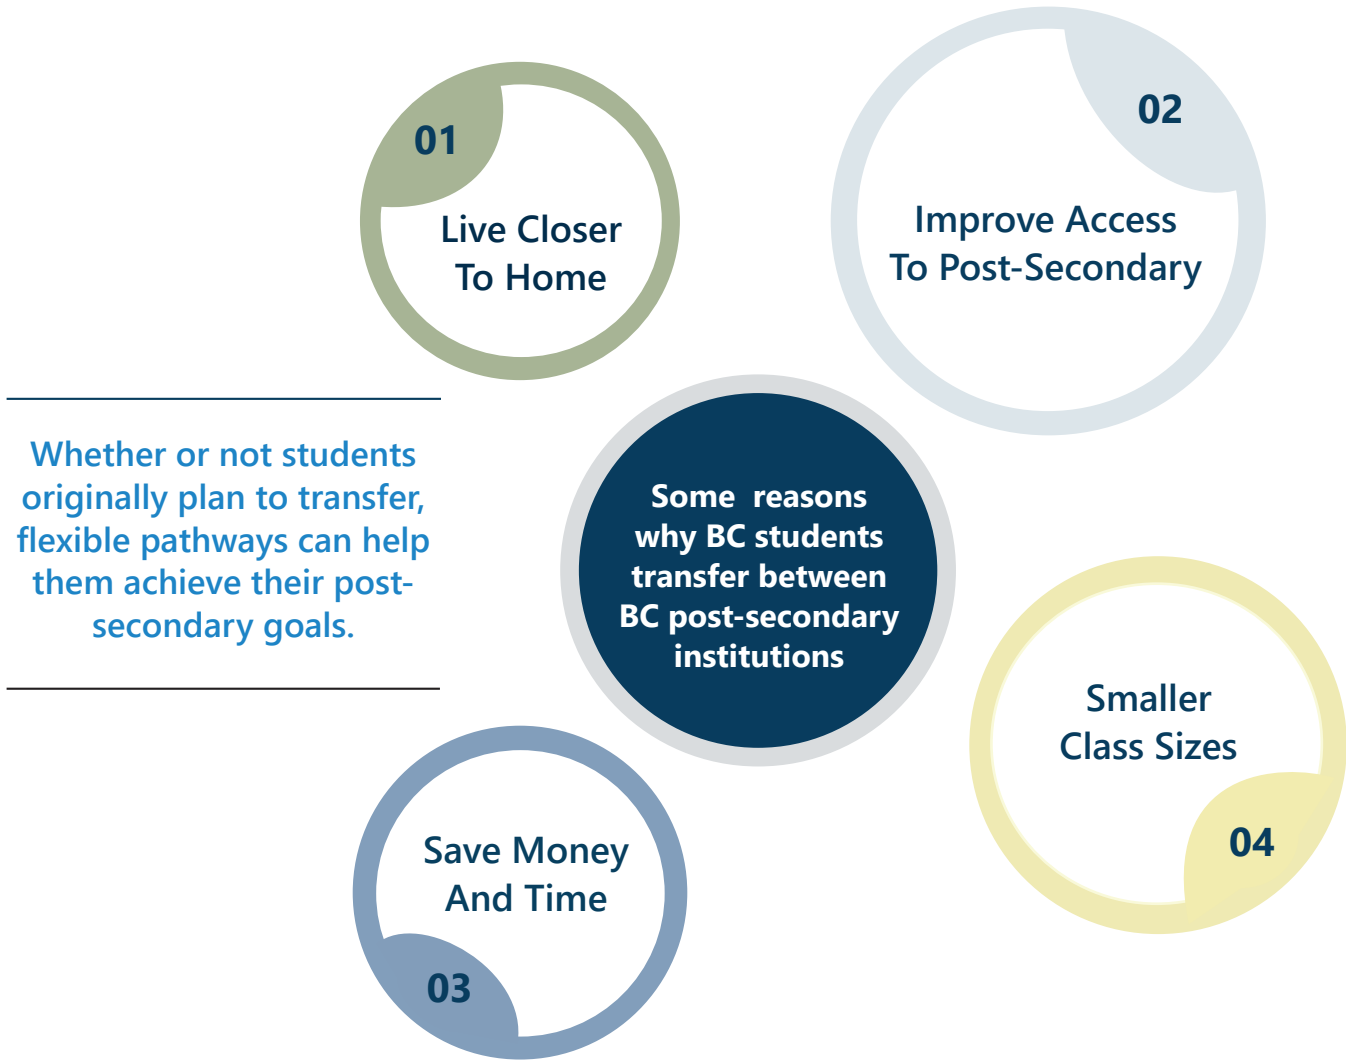 01
Live Closer
To Home
02
Improve Access
To Post-Secondary
Whether or not students
originally plan to transfer,
flexible pathways can help
them achieve their post-
secondary goals.
Some reasons
why BC students
transfer between
BC post-secondary
institutions
Save Money
And Time
03
Smaller
Class Sizes
04